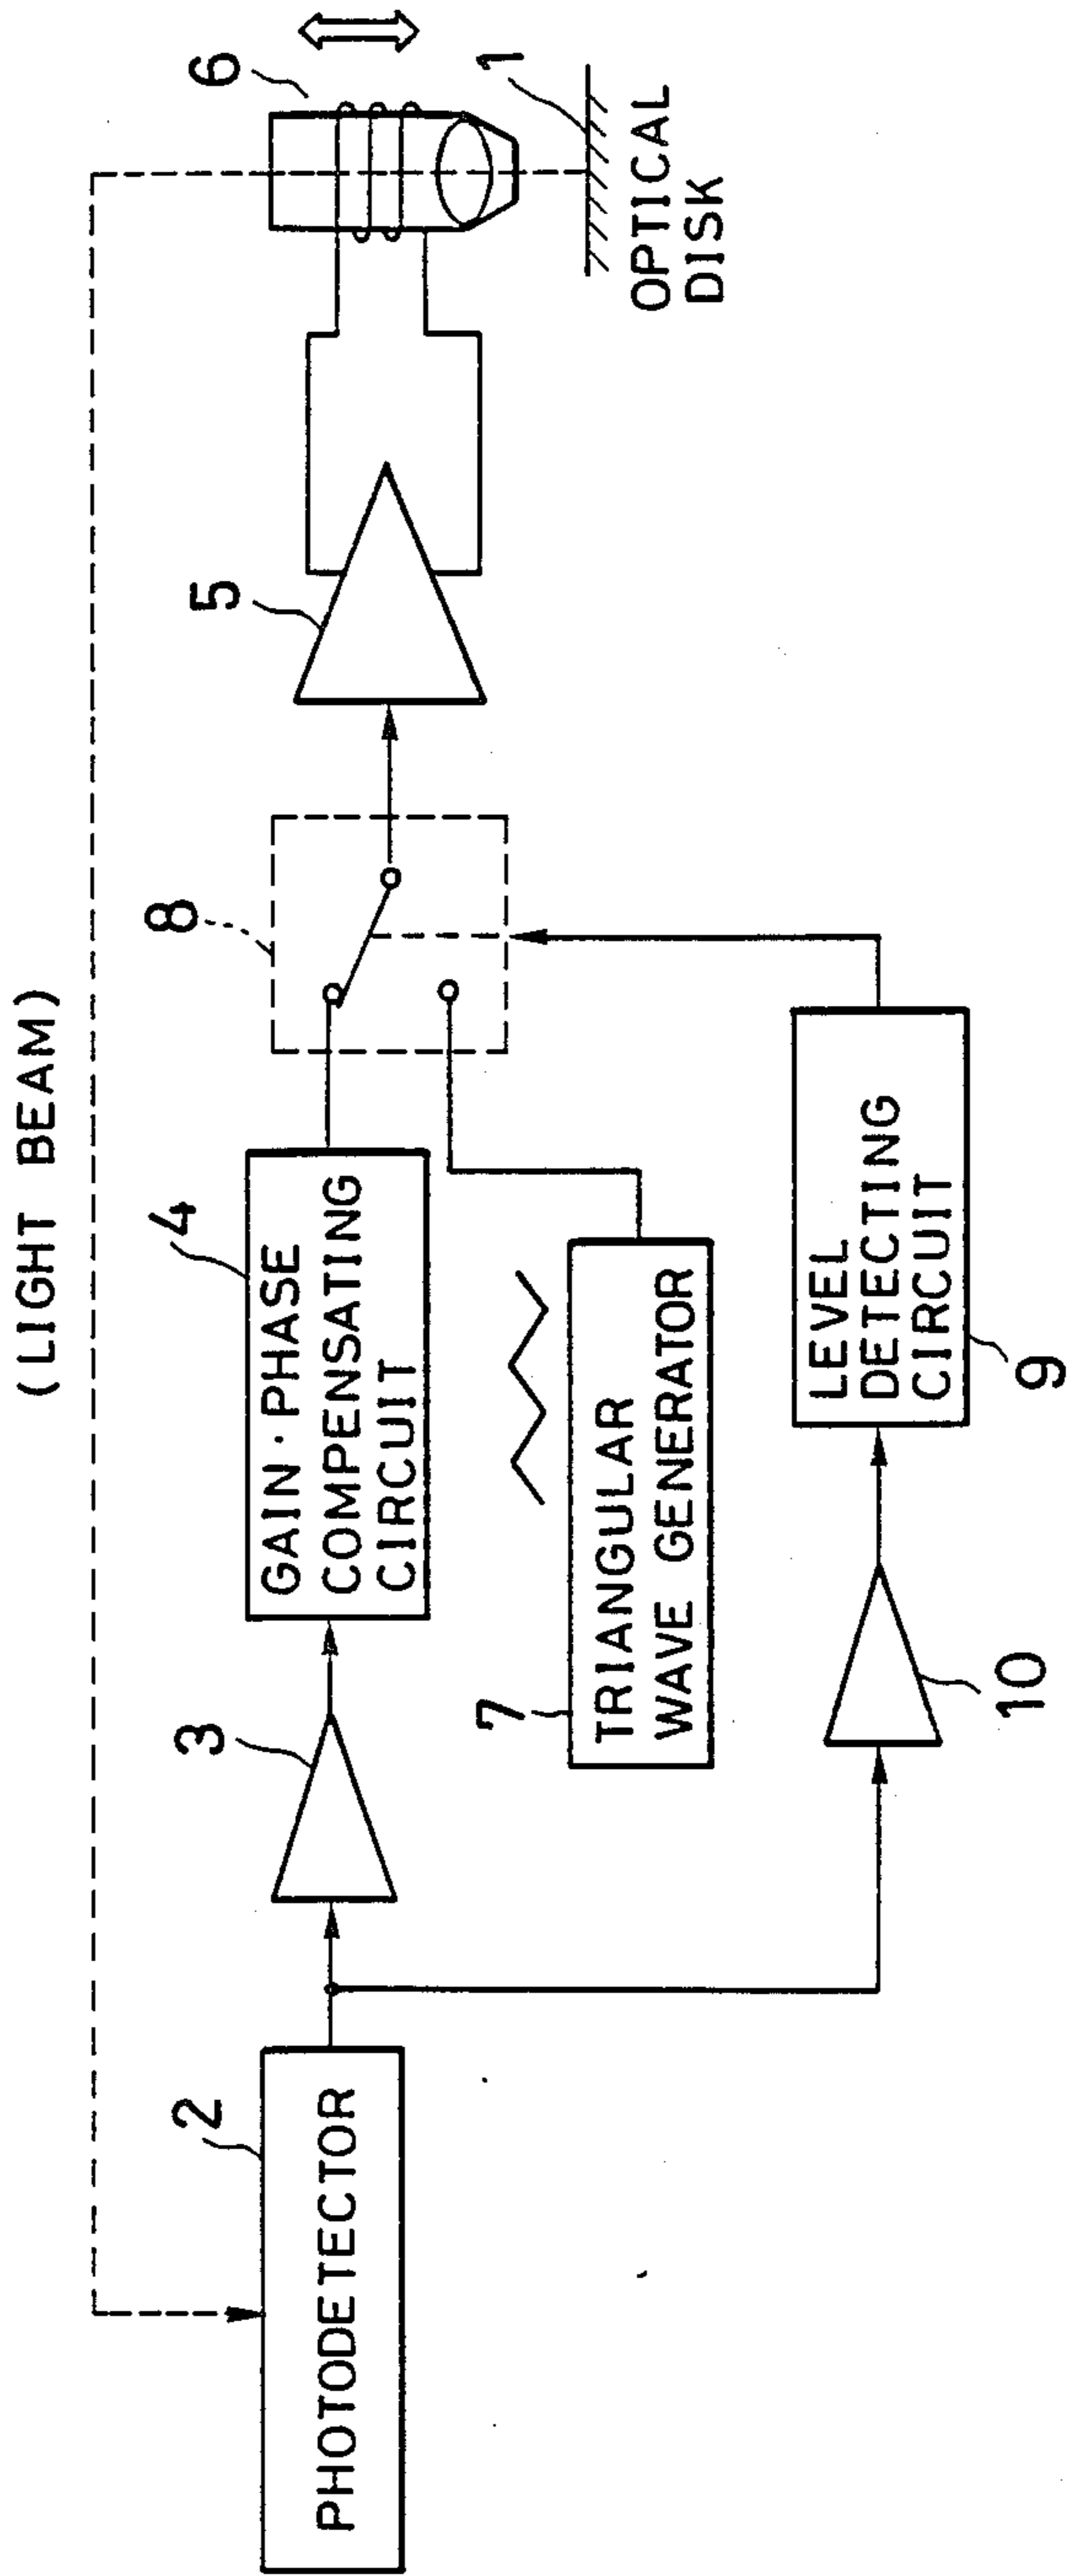 (LIGHT BEAM)
2
PHOTODETECTOR
3
4
GAIN·PHASE
COMPENSATING
CIRCUIT
8
5
6
1
OPTICAL
DISK
7
TRIANGULAR
WAVE GENERATOR
10
LEVEL
DETECTING
CIRCUIT
9